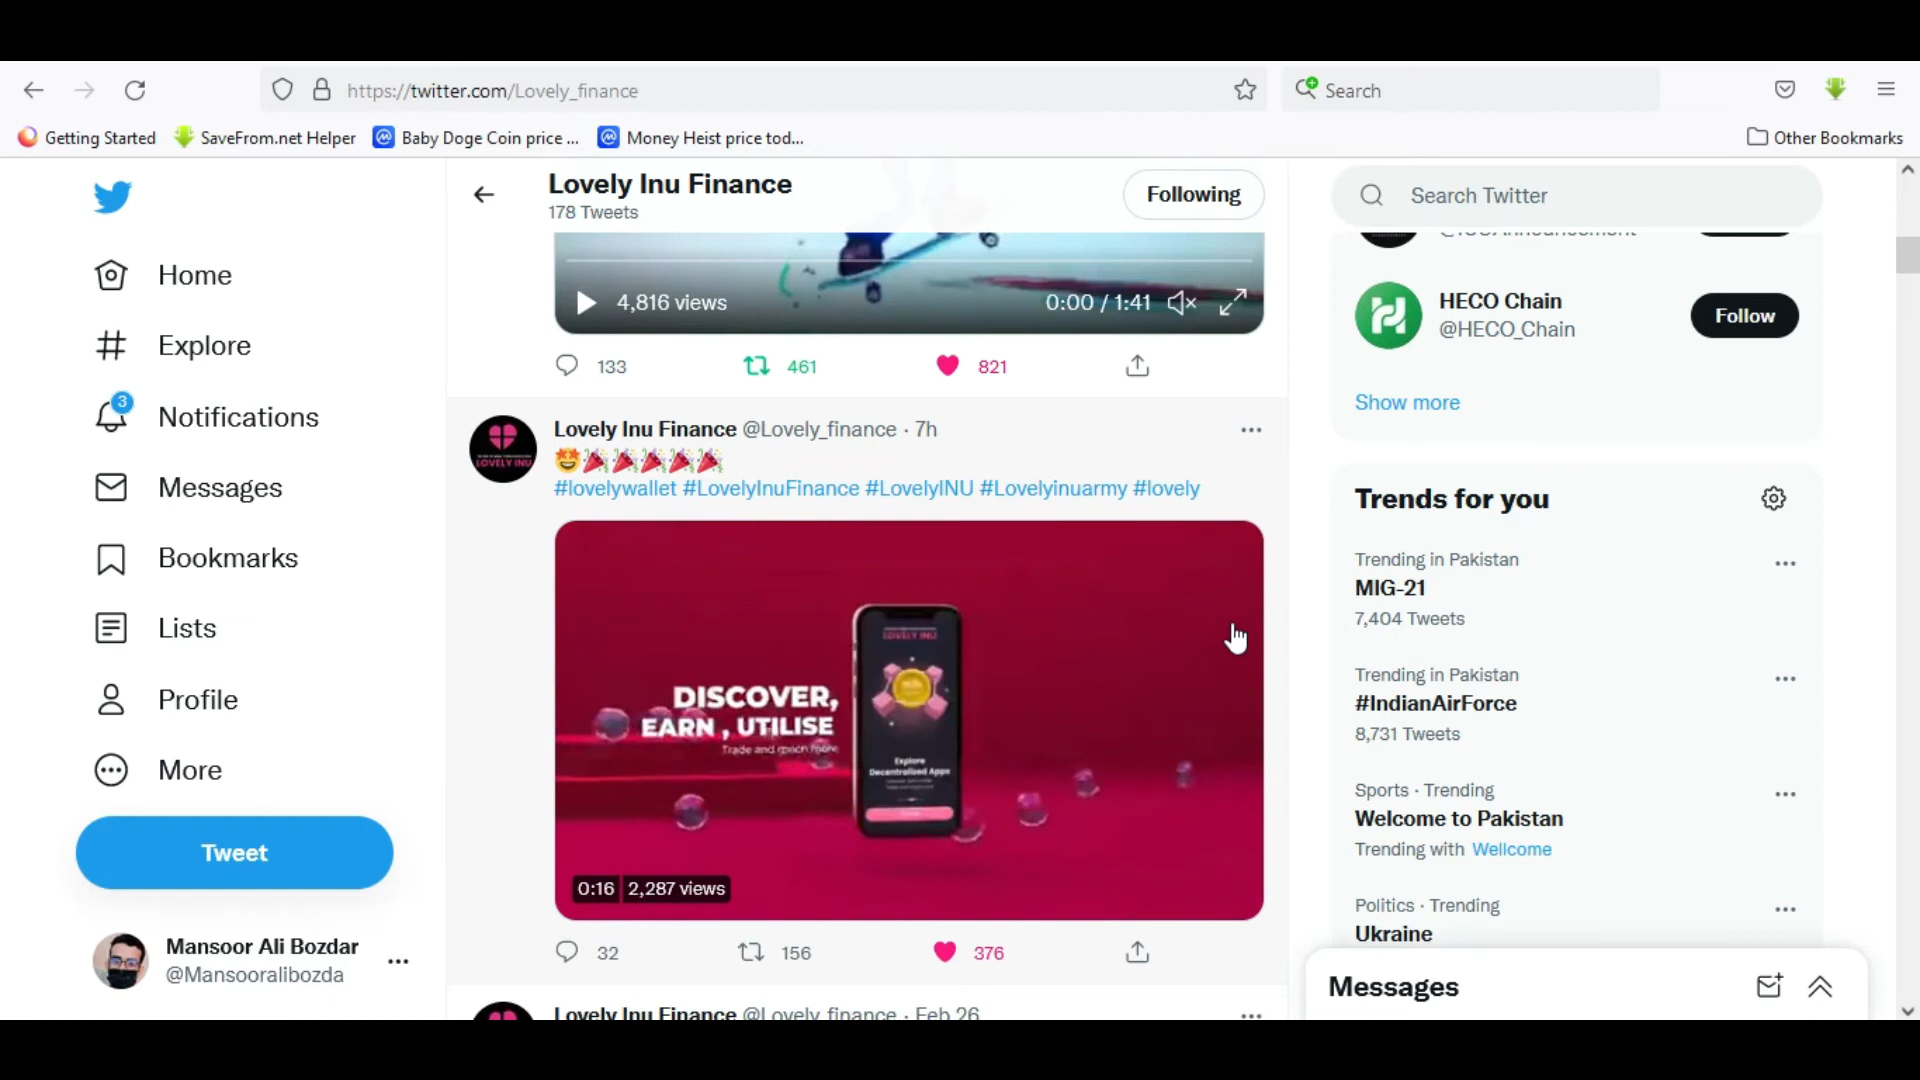 https://twitter.com/Lovely_finance
Search
Getting Started
SaveFrom.net Helper
Baby Doge Coin price ...
Money Heist price tod...
Other Bookmarks
Home
Explore
3
Notifications
Messages
Bookmarks
Lists
Profile
More
Tweet
Mansoor Ali Bozdar
@Mansooralibozda
Lovely Inu Finance
178 Tweets
Following
4,816 views
0:00 / 1:41
133
461
821
Lovely Inu Finance @Lovely_finance · 7h
#lovelywallet #LovelyInuFinance #LovelyINU #Lovelyinuarmy #lovely
LOVELY INU
LOVELY INU
DISCOVER,
EARN , UTILISE
Trade and much more
Explore
Decentralized Apps
0:16
2,287 views
32
156
376
Lovely Inu Finance @Lovely_finance · Feb 26
Search Twitter
HECO Chain
@HECO_Chain
Follow
Show more
Trends for you
Trending in Pakistan
MIG-21
7,404 Tweets
Trending in Pakistan
#IndianAirForce
8,731 Tweets
Sports · Trending
Welcome to Pakistan
Trending with Wellcome
Politics · Trending
Ukraine
Messages